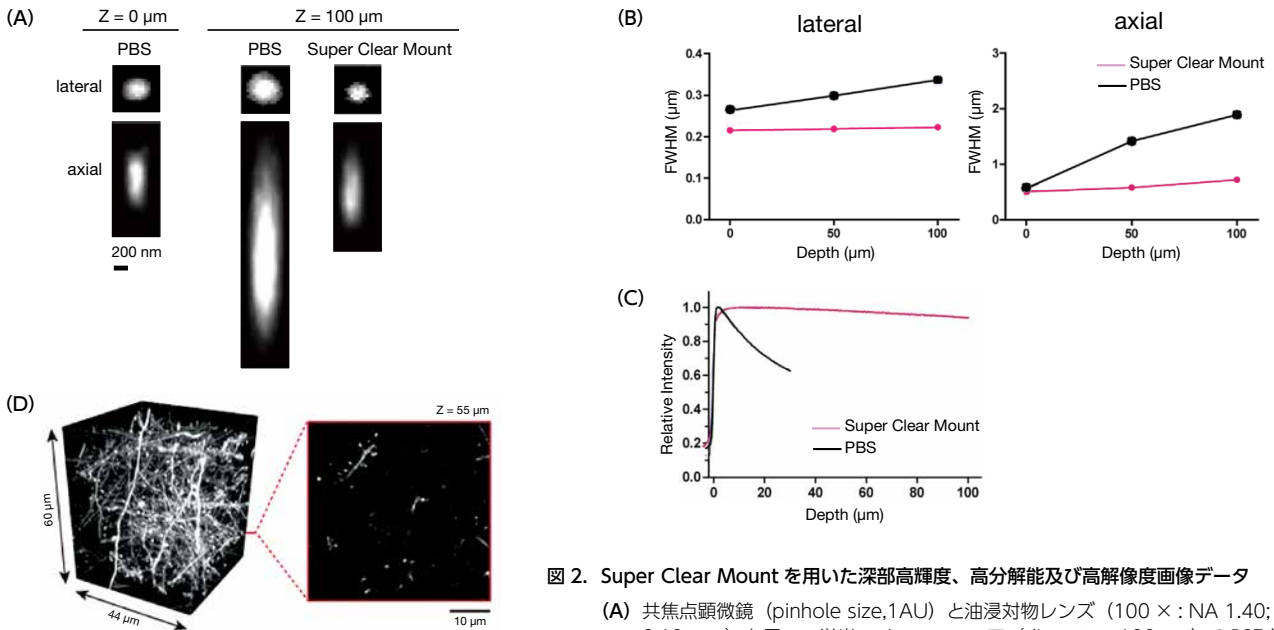 (A)
Z = 0 µm
Z = 100 µm
PBS
PBS
Super Clear Mount
lateral
axial
200 nm
(B)
lateral
axial
0.4
0.3
0.2
0.1
0.0
FWHM (µm)
0
50
100
Depth (µm)
3
2
1
0
FWHM (µm)
0
50
100
Depth (µm)
Super Clear Mount
PBS
(C)
1.0
0.8
0.6
0.4
0.2
0.0
Relative Intensity
0
20
40
60
80
100
Depth (µm)
Super Clear Mount
PBS
(D)
60 µm
44 µm
Z = 55 µm
10 µm
図 2. Super Clear Mount を用いた深部高輝度、高分解能及び高解像度画像データ
(A) 共焦点顕微鏡（pinhole size,1AU）と油浸対物レンズ（100 × : NA 1.40;